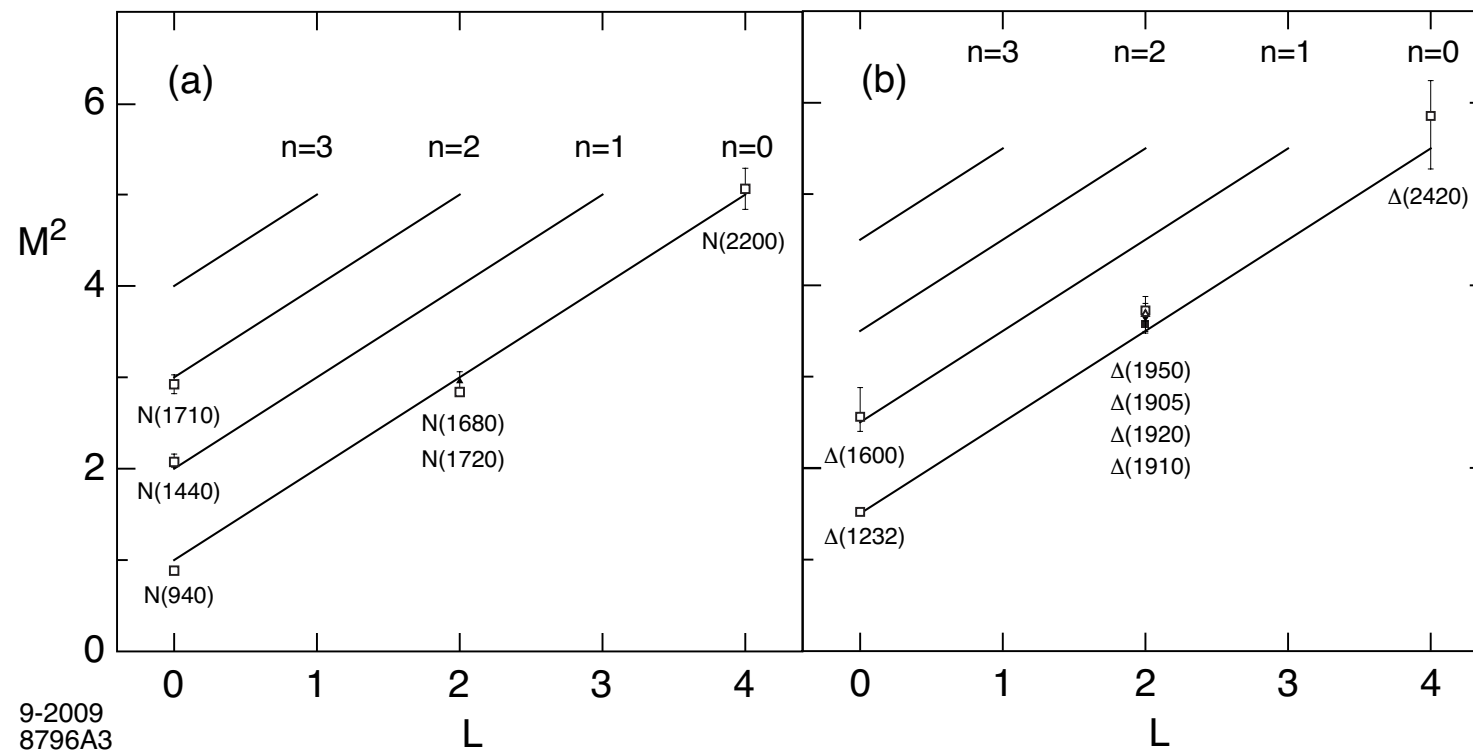 (a)
n=3 n=2 n=1 n=0
M²
6
4
2
0
N(1710)
N(1440)
N(940)
N(1680)
N(1720)
N(2200)
0 1 2 3 4
L
(b)
n=3 n=2 n=1 n=0
Δ(1600)
Δ(1232)
Δ(1950)
Δ(1905)
Δ(1920)
Δ(1910)
Δ(2420)
0 1 2 3 4
L
9-2009
8796A3